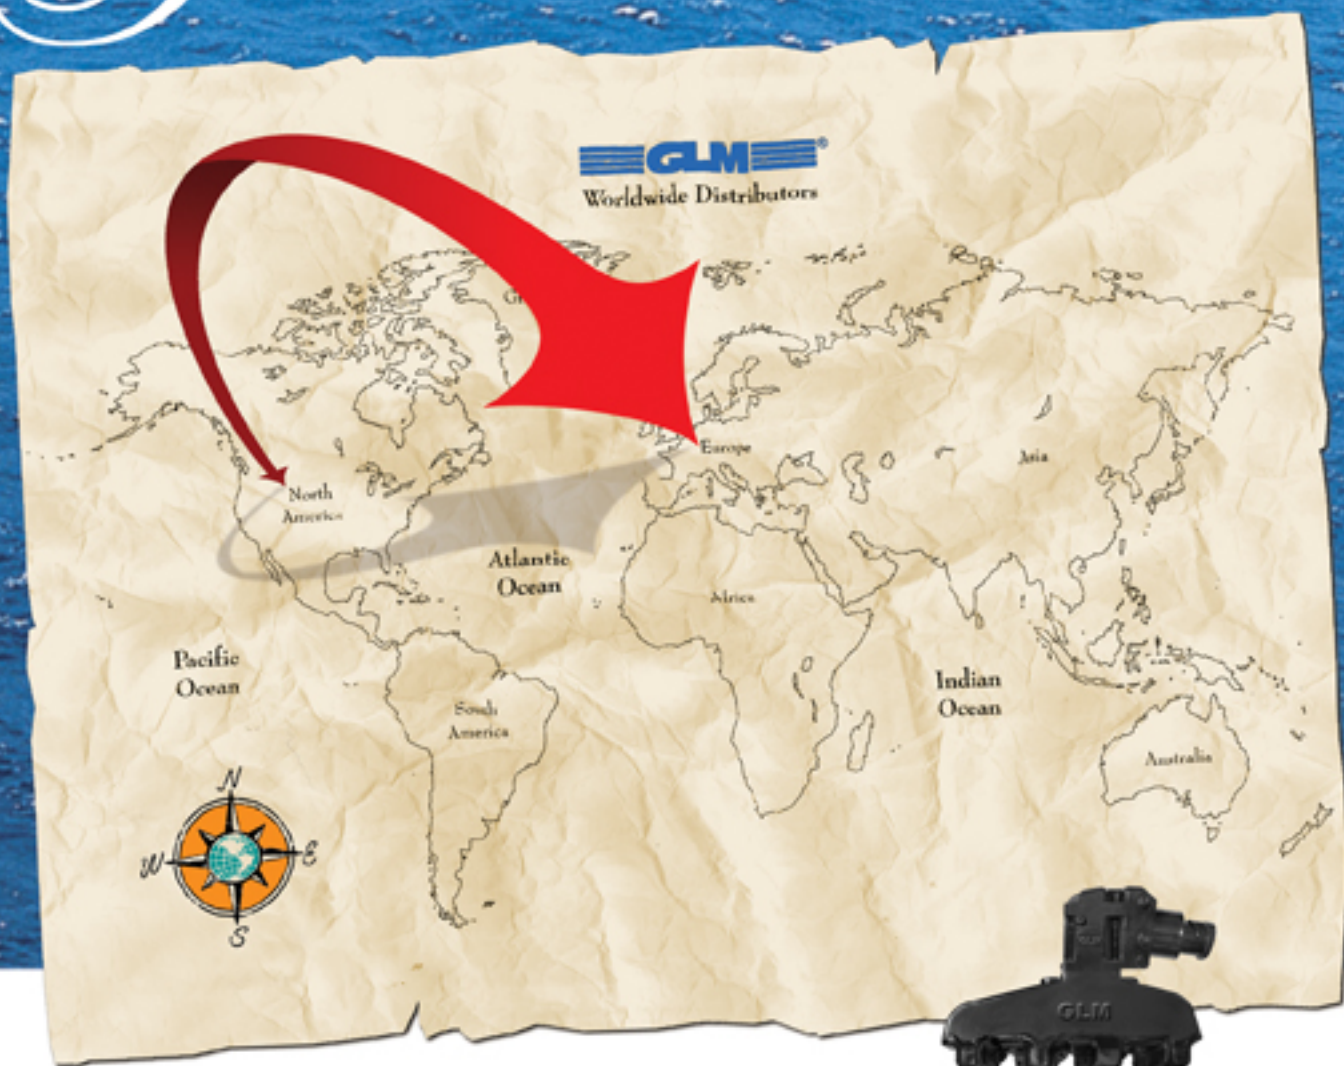 GLM®
Worldwide Distributors
Europe
Asia
North
America
Atlantic
Ocean
Africa
Pacific
Ocean
Indian
Ocean
South
America
Australia
N
W
E
S
GLM